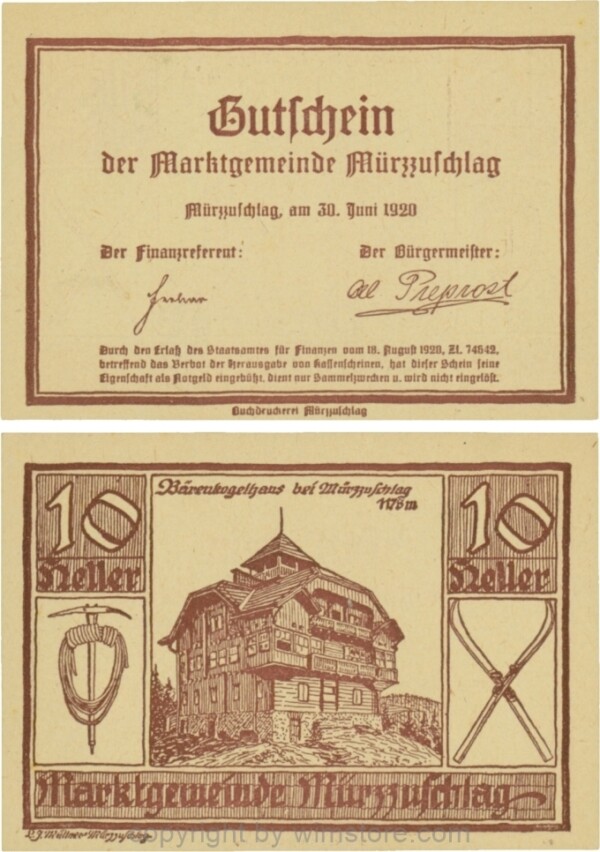 Gutschein
der Marktgemeinde Mürzzuschlag
Mürzzuschlag, am 30. Juni 1920
Der Finanzreferent:
Der Bürgermeister:
Preprost
Durch den Erlaß des Staatsamtes für Finanzen vom 18. August 1920, Zl. 74542,
betreffend das Verbot der Herausgabe von Kassenscheinen, hat dieser Schein seine
Eigenschaft als Notgeld eingebüßt, dient nur Sammelzwecken u. wird nicht eingelöst.
Buchdruckerei Mürzzuschlag
10
Heller
Bärenkogelhaus bei Mürzzuschlag
1175 m
10
Heller
Marktgemeinde Mürzzuschlag
Mürzzuschlag
copyright by wimstore.com